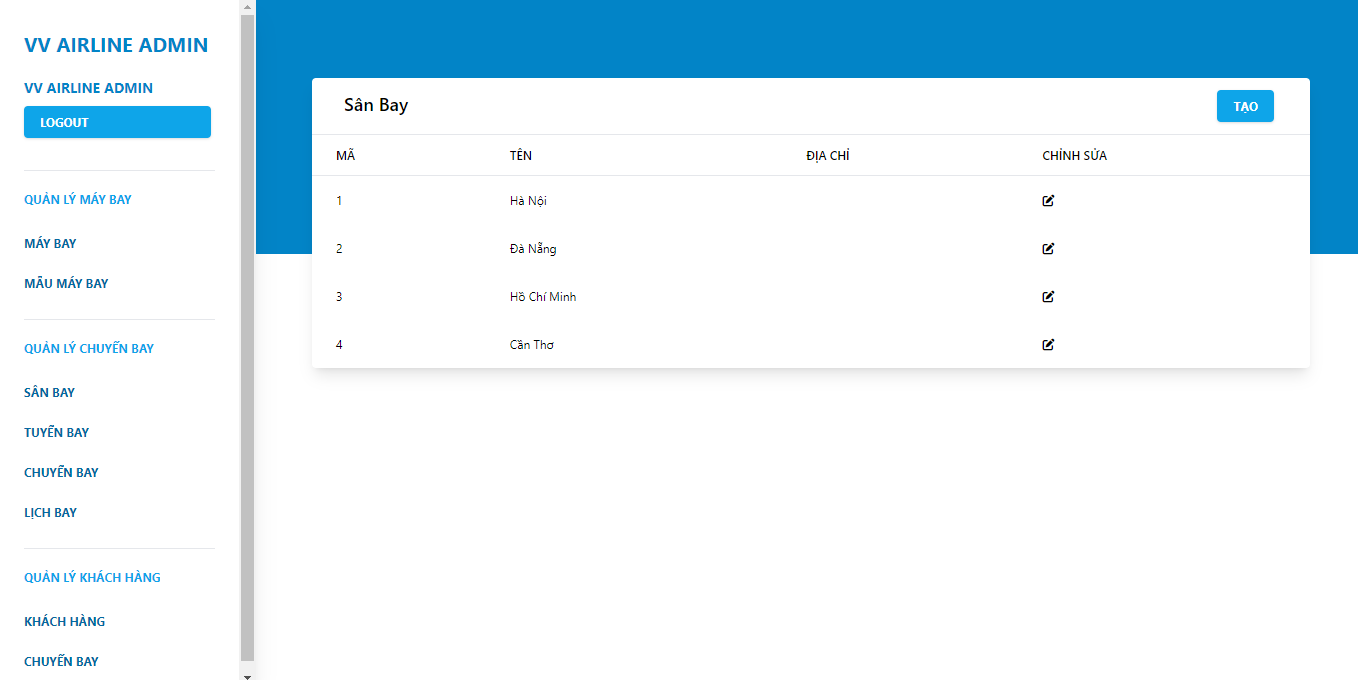 VV AIRLINE ADMIN
VV AIRLINE ADMIN
LOGOUT
QUẢN LÝ MÁY BAY
MÁY BAY
MẪU MÁY BAY
QUẢN LÝ CHUYẾN BAY
SÂN BAY
TUYẾN BAY
CHUYẾN BAY
LỊCH BAY
QUẢN LÝ KHÁCH HÀNG
KHÁCH HÀNG
CHUYẾN BAY
Sân Bay
TẠO
MÃ TÊN ĐỊA CHỈ CHỈNH SỬA
1 Hà Nội
2 Đà Nẵng
3 Hồ Chí Minh
4 Cần Thơ